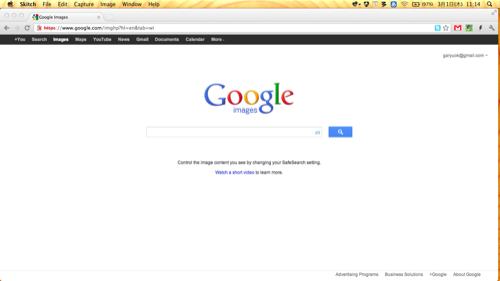 Skitch File Edit Capture Image Window Help (97%) 3月1日(木) 11:14
Google Images
https://www.google.com/imghp?hl=en&tab=wi
+You Search Images Maps YouTube News Gmail Documents Calendar More
garyuok@gmail.com
Google
images
Control the image content you see by changing your SafeSearch setting.
Watch a short video to learn more.
Advertising Programs Business Solutions +Google About Google